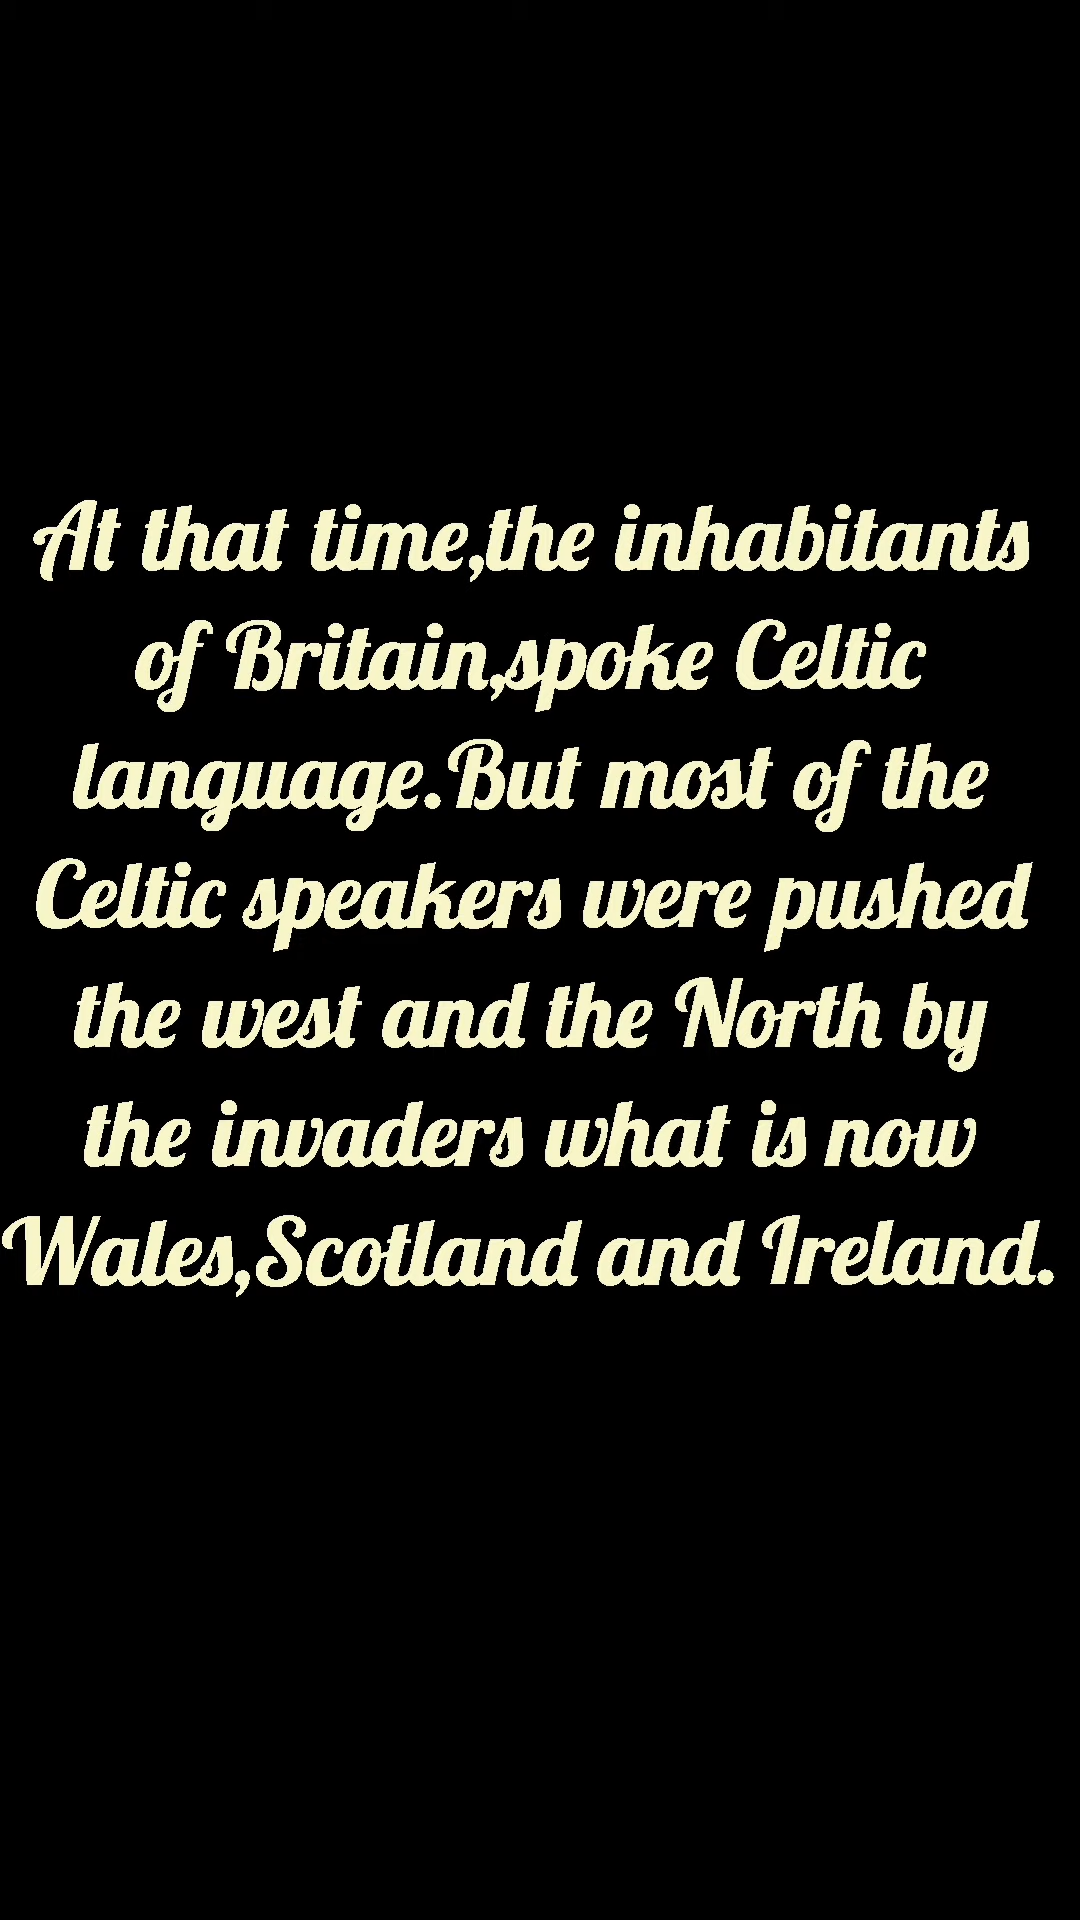 At that time,the inhabitants
of Britain,spoke Celtic
language.But most of the
Celtic speakers were pushed
the west and the North by
the invaders what is now
Wales,Scotland and Ireland.